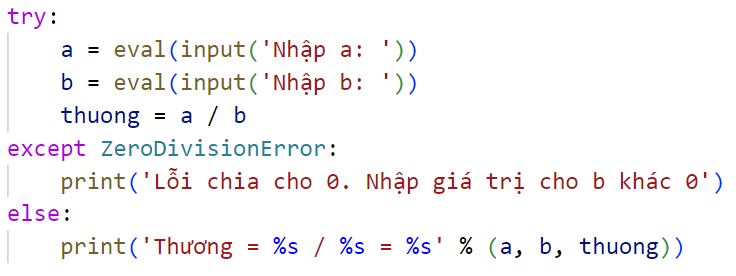 try:
    a = eval(input('Nhập a: '))
    b = eval(input('Nhập b: '))
    thuong = a / b
except ZeroDivisionError:
    print('Lỗi chia cho 0. Nhập giá trị cho b khác 0')
else:
    print('Thương = %s / %s = %s' % (a, b, thuong))